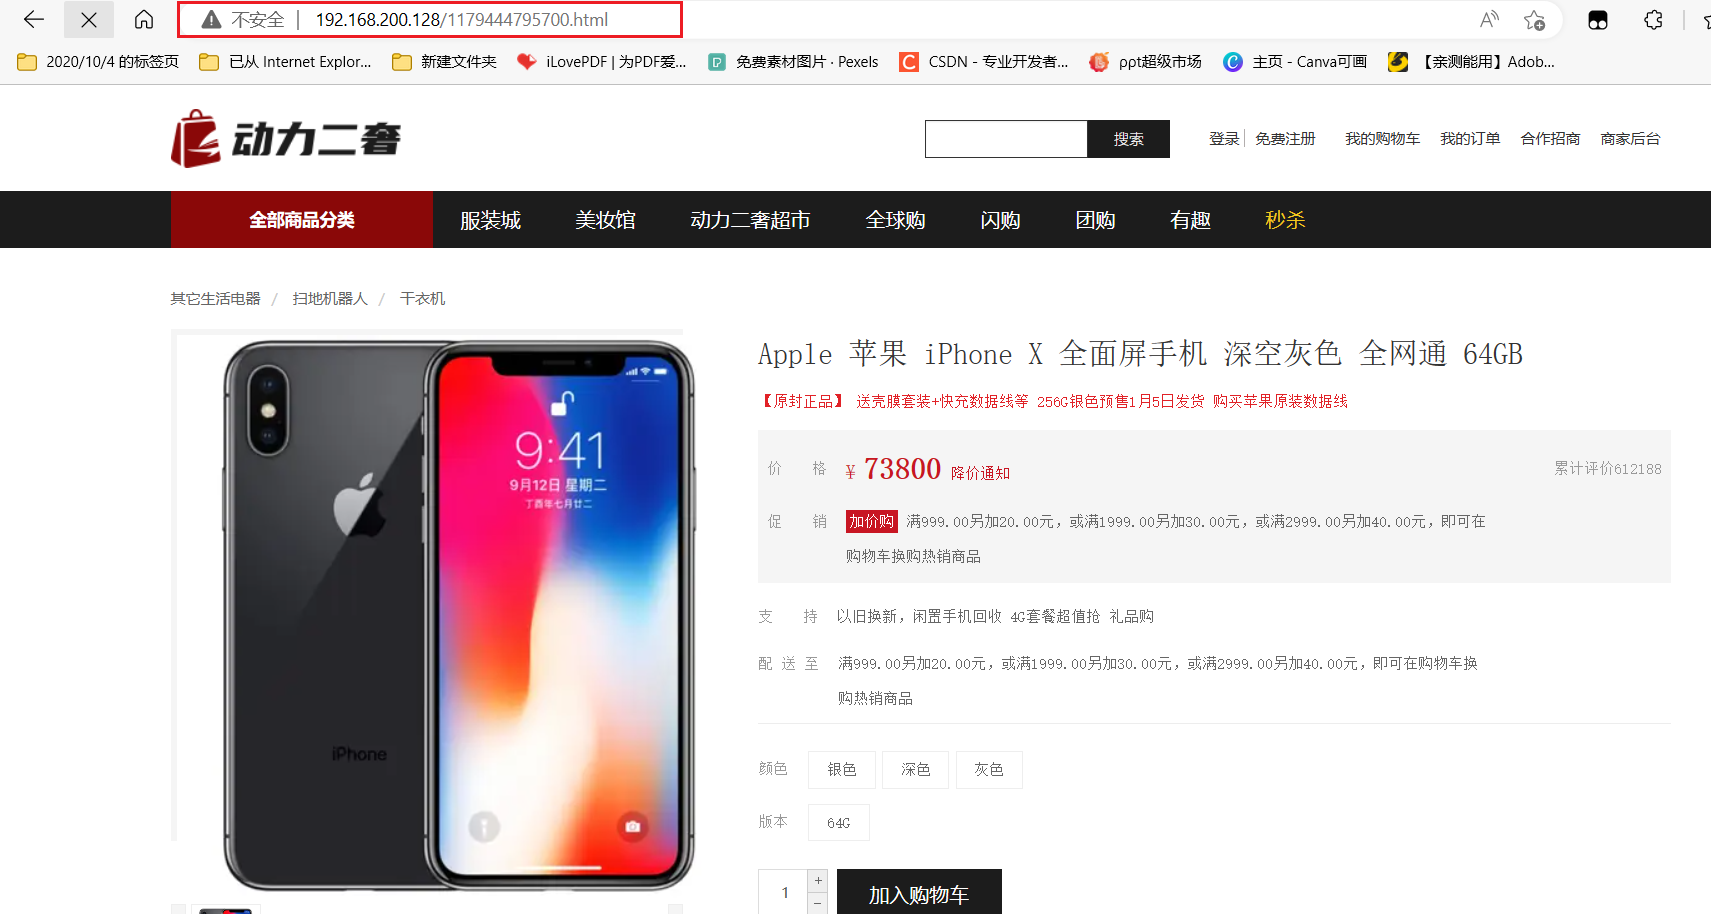 不安全 | 192.168.200.128/1179444795700.html
2020/10/4 的标签页 已从 Internet Explor... 新建文件夹 iLovePDF | 为PDF爱... 免费素材图片 · Pexels CSDN - 专业开发者... ppt超级市场 主页 - Canva可画 【亲测能用】Adob...
动力二奢
搜索 登录 免费注册 我的购物车 我的订单 合作招商 商家后台
全部商品分类 服装城 美妆馆 动力二奢超市 全球购 闪购 团购 有趣 秒杀
其它生活电器 / 扫地机器人 / 干衣机
9:41
9月12日 星期二
丁酉年七月廿二
iPhone
Apple 苹果 iPhone X 全面屏手机 深空灰色 全网通 64GB
【原封正品】 送壳膜套装+快充数据线等 256G银色预售1月5日发货 购买苹果原装数据线
价 格 ¥ 73800 降价通知 累计评价612188
促 销 加价购 满999.00另加20.00元，或满1999.00另加30.00元，或满2999.00另加40.00元，即可在
购物车换购热销商品
支 持 以旧换新，闲置手机回收 4G套餐超值抢 礼品购
配 送 至 满999.00另加20.00元，或满1999.00另加30.00元，或满2999.00另加40.00元，即可在购物车换
购热销商品
颜色 银色 深色 灰色
版本 64G
1 + - 加入购物车